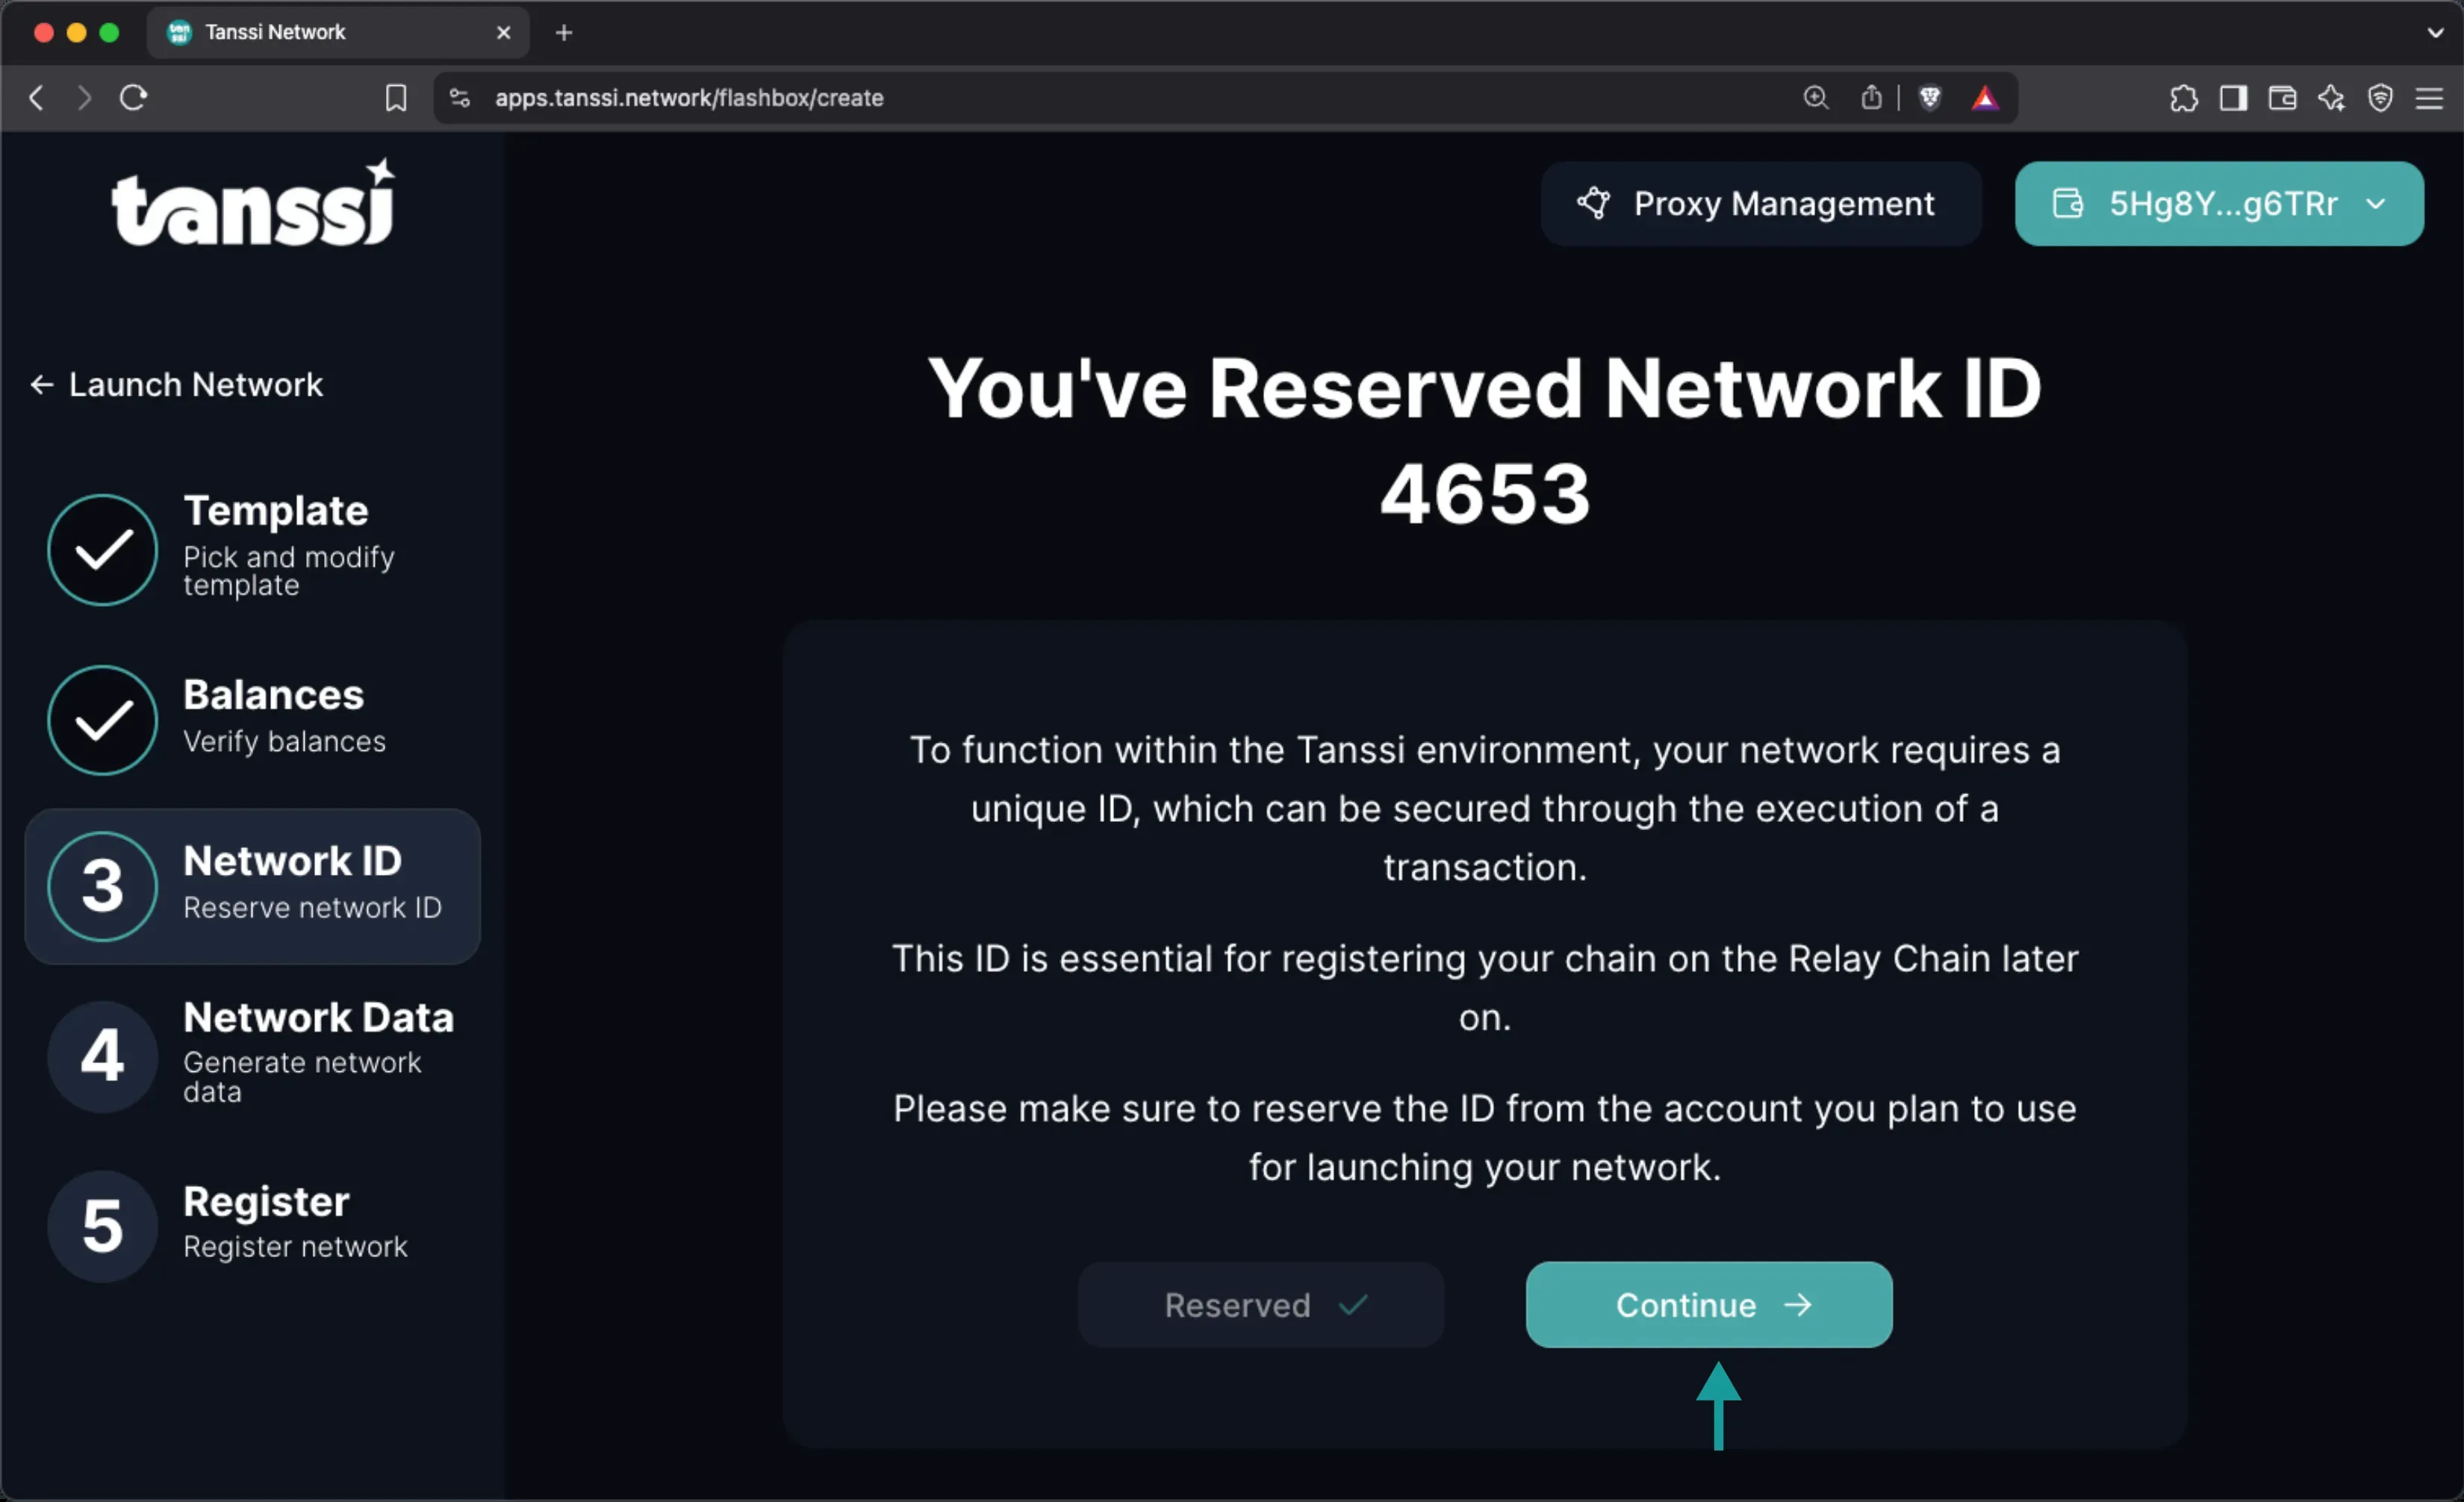 Tanssi Network
apps.tanssi.network/flashbox/create
tanssi
Proxy Management
5Hg8Y...g6TRr
Launch Network
Template
Pick and modify
template
Balances
Verify balances
3
Network ID
Reserve network ID
4
Network Data
Generate network
data
5
Register
Register network
You've Reserved Network ID
4653
To function within the Tanssi environment, your network requires a
unique ID, which can be secured through the execution of a
transaction.
This ID is essential for registering your chain on the Relay Chain later
on.
Please make sure to reserve the ID from the account you plan to use
for launching your network.
Reserved
Continue